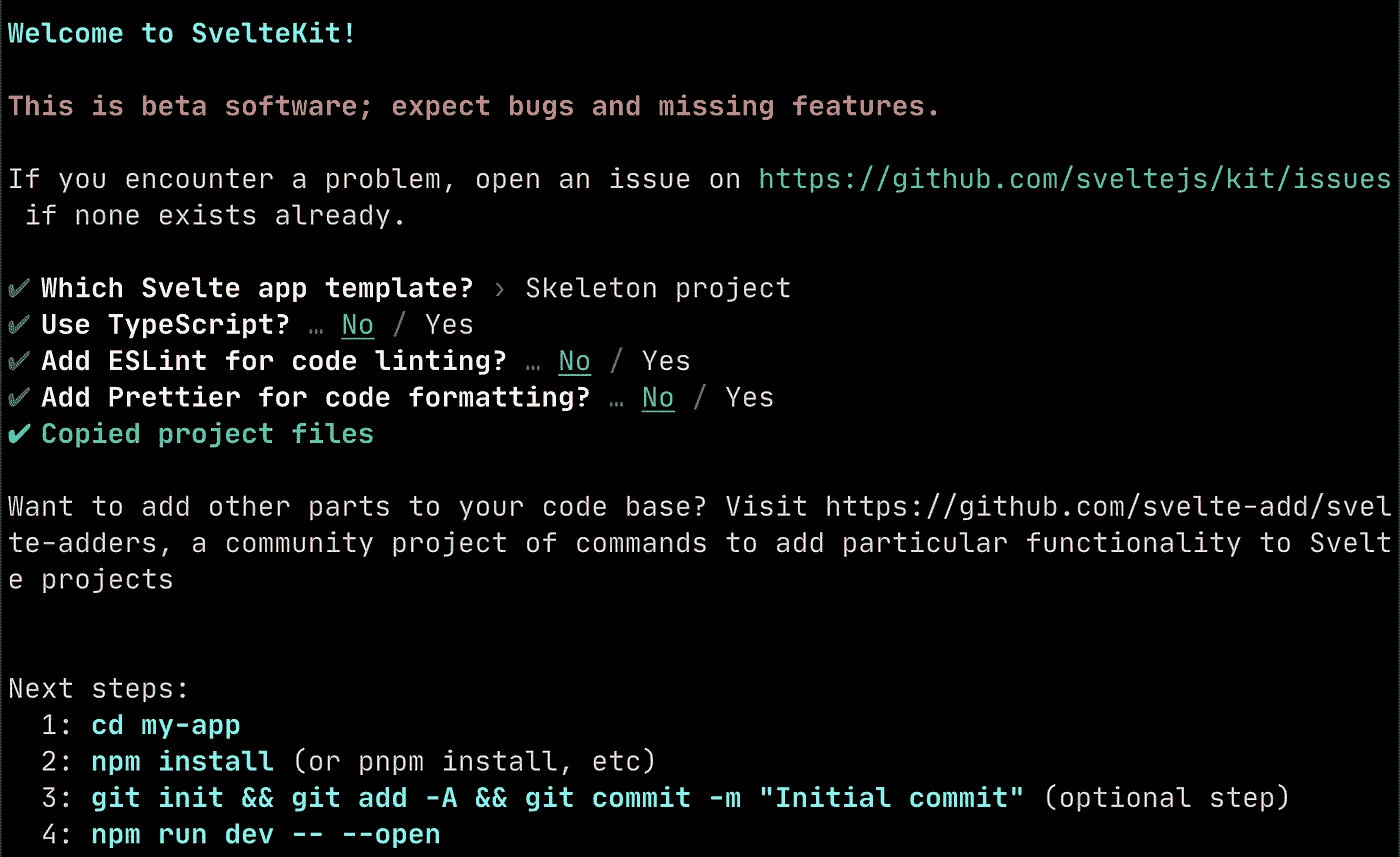 Welcome to SvelteKit!
This is beta software; expect bugs and missing features.
If you encounter a problem, open an issue on https://github.com/sveltejs/kit/issues
if none exists already.
✔ Which Svelte app template? › Skeleton project
✔ Use TypeScript? … No / Yes
✔ Add ESLint for code linting? … No / Yes
✔ Add Prettier for code formatting? … No / Yes
✔ Copied project files
Want to add other parts to your code base? Visit https://github.com/svelte-add/svel
te-adders, a community project of commands to add particular functionality to Svelt
e projects
Next steps:
1: cd my-app
2: npm install (or pnpm install, etc)
3: git init && git add -A && git commit -m "Initial commit" (optional step)
4: npm run dev -- --open